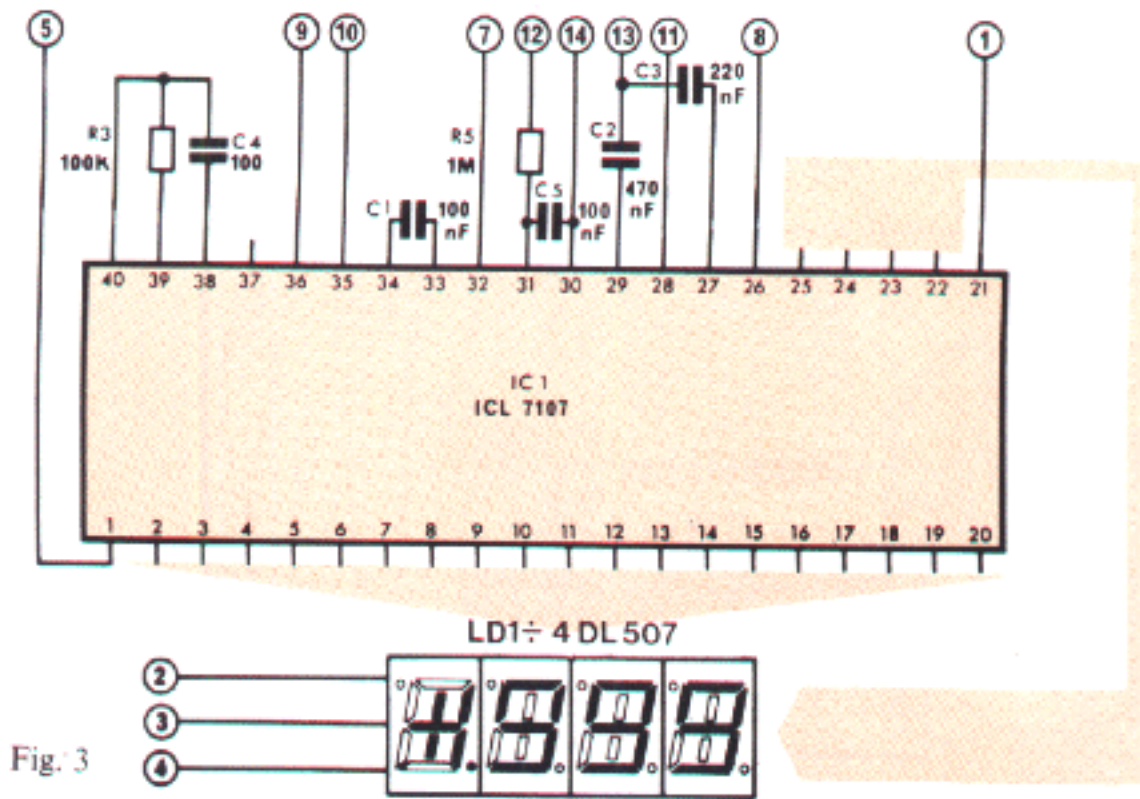 5 9 10 7 12 14 13 11 8 1
C3 220 nF
R3 100K
C4 100
R5 1M
C2 470 nF
C1 100 nF
C5 100 nF
40 39 38 37 36 35 34 33 32 31 30 29 28 27 26 25 24 23 22 21
IC 1
ICL 7107
1 2 3 4 5 6 7 8 9 10 11 12 13 14 15 16 17 18 19 20
LD1÷ 4 DL 507
2
3
4
Fig. 3